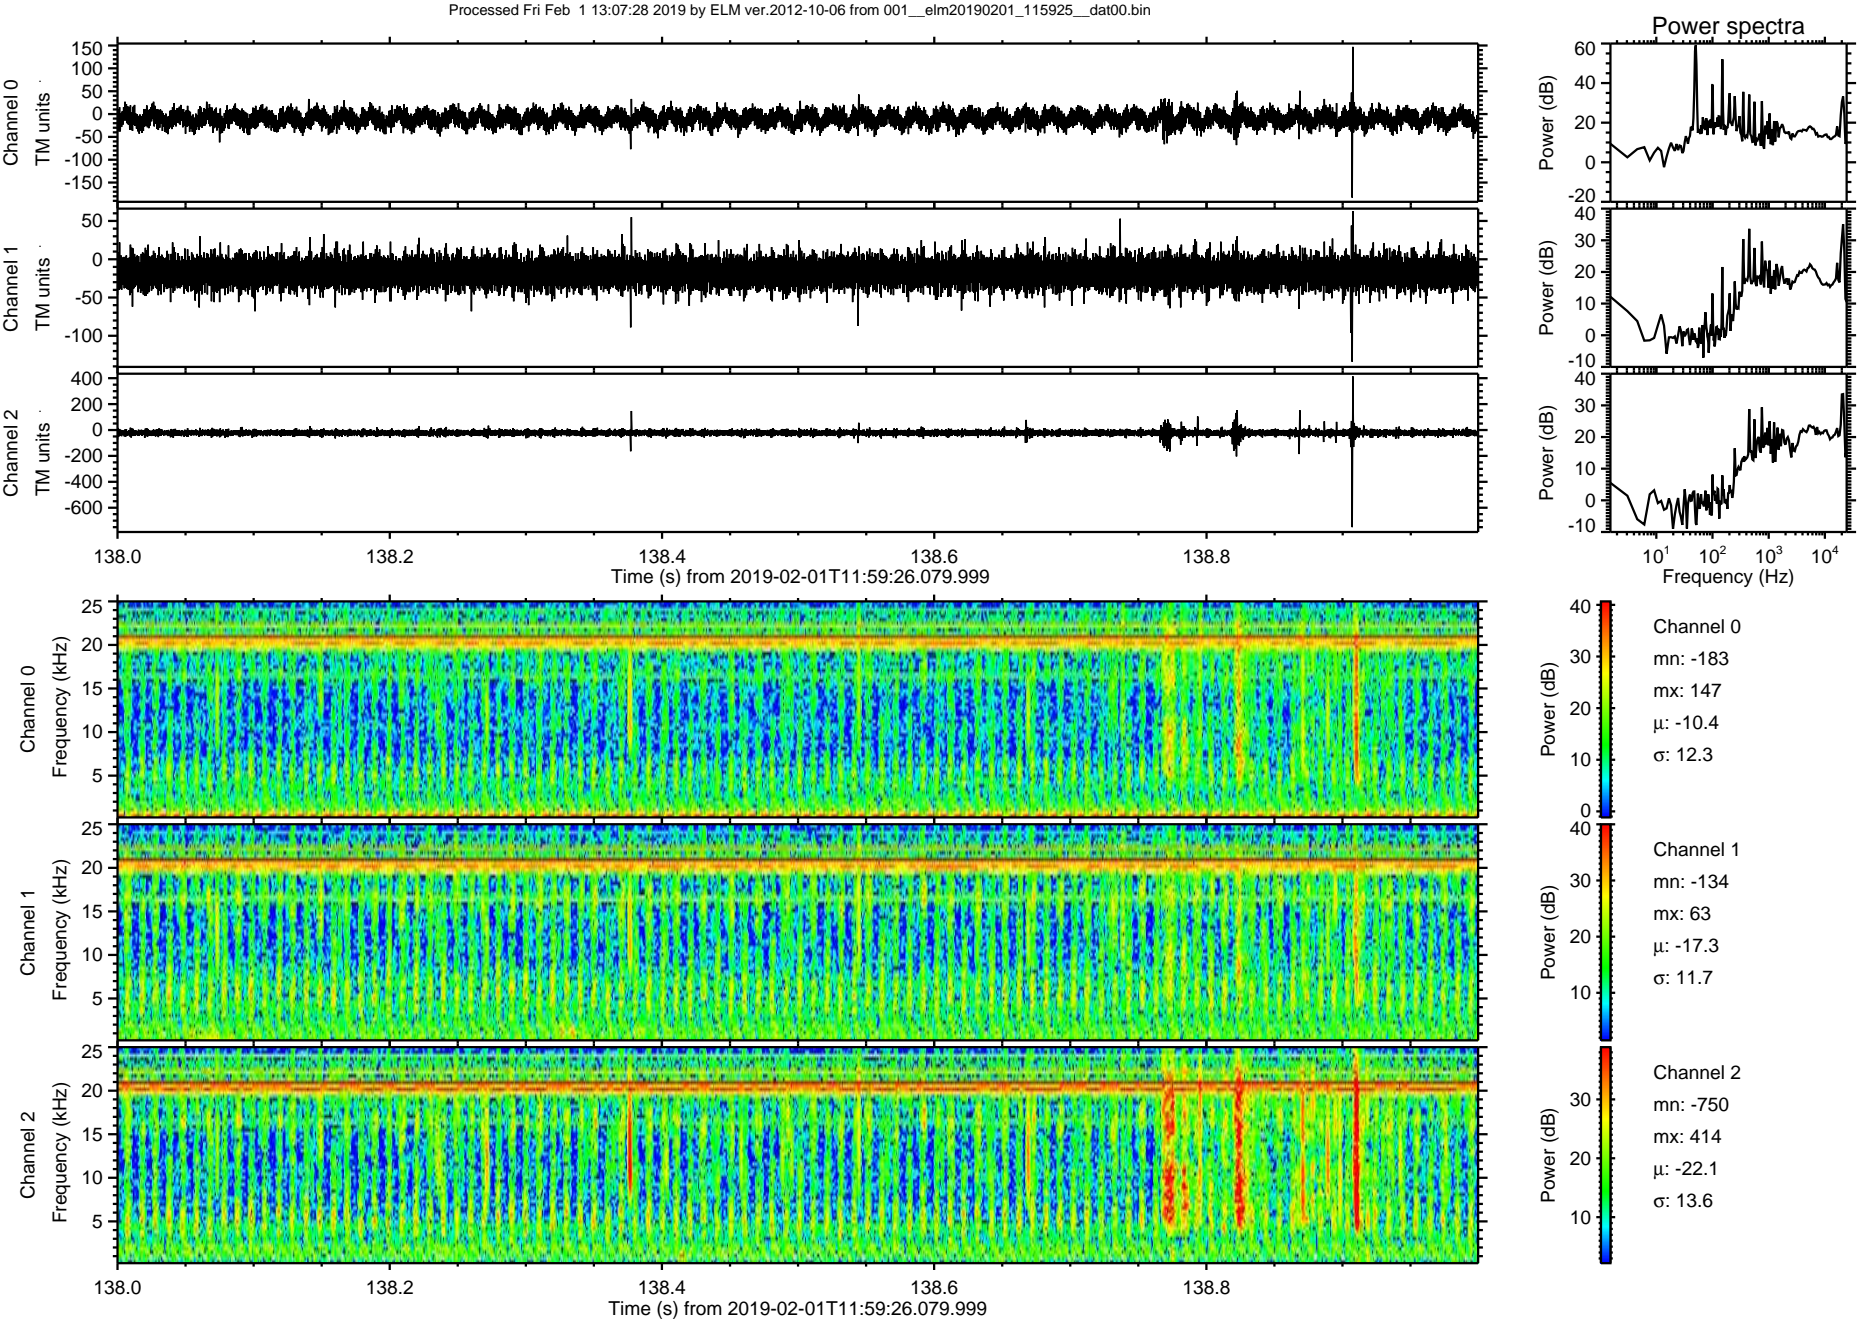 Processed Fri Feb  1 13:07:28 2019 by ELM ver.2012-10-06 from 001__elm20190201_115925__dat00.bin
Power spectra
Channel 0
TM units
150
100
50
0
-50
-100
-150
Power (dB)
60
40
20
0
-20
Channel 1
TM units
50
0
-50
-100
Power (dB)
40
30
20
10
0
-10
Channel 2
TM units
400
200
0
-200
-400
-600
Power (dB)
40
30
20
10
0
-10
138.0 138.2 138.4 138.6 138.8
Time (s) from 2019-02-01T11:59:26.079.999
10¹ 10² 10³ 10⁴
Frequency (Hz)
Channel 0
Frequency (kHz)
25
20
15
10
5
Power (dB)
40
30
20
10
0
Channel 0
mn: -183
mx: 147
μ: -10.4
σ: 12.3
Channel 1
Frequency (kHz)
25
20
15
10
5
Power (dB)
40
30
20
10
Channel 1
mn: -134
mx: 63
μ: -17.3
σ: 11.7
Channel 2
Frequency (kHz)
25
20
15
10
5
Power (dB)
30
20
10
Channel 2
mn: -750
mx: 414
μ: -22.1
σ: 13.6
138.0 138.2 138.4 138.6 138.8
Time (s) from 2019-02-01T11:59:26.079.999